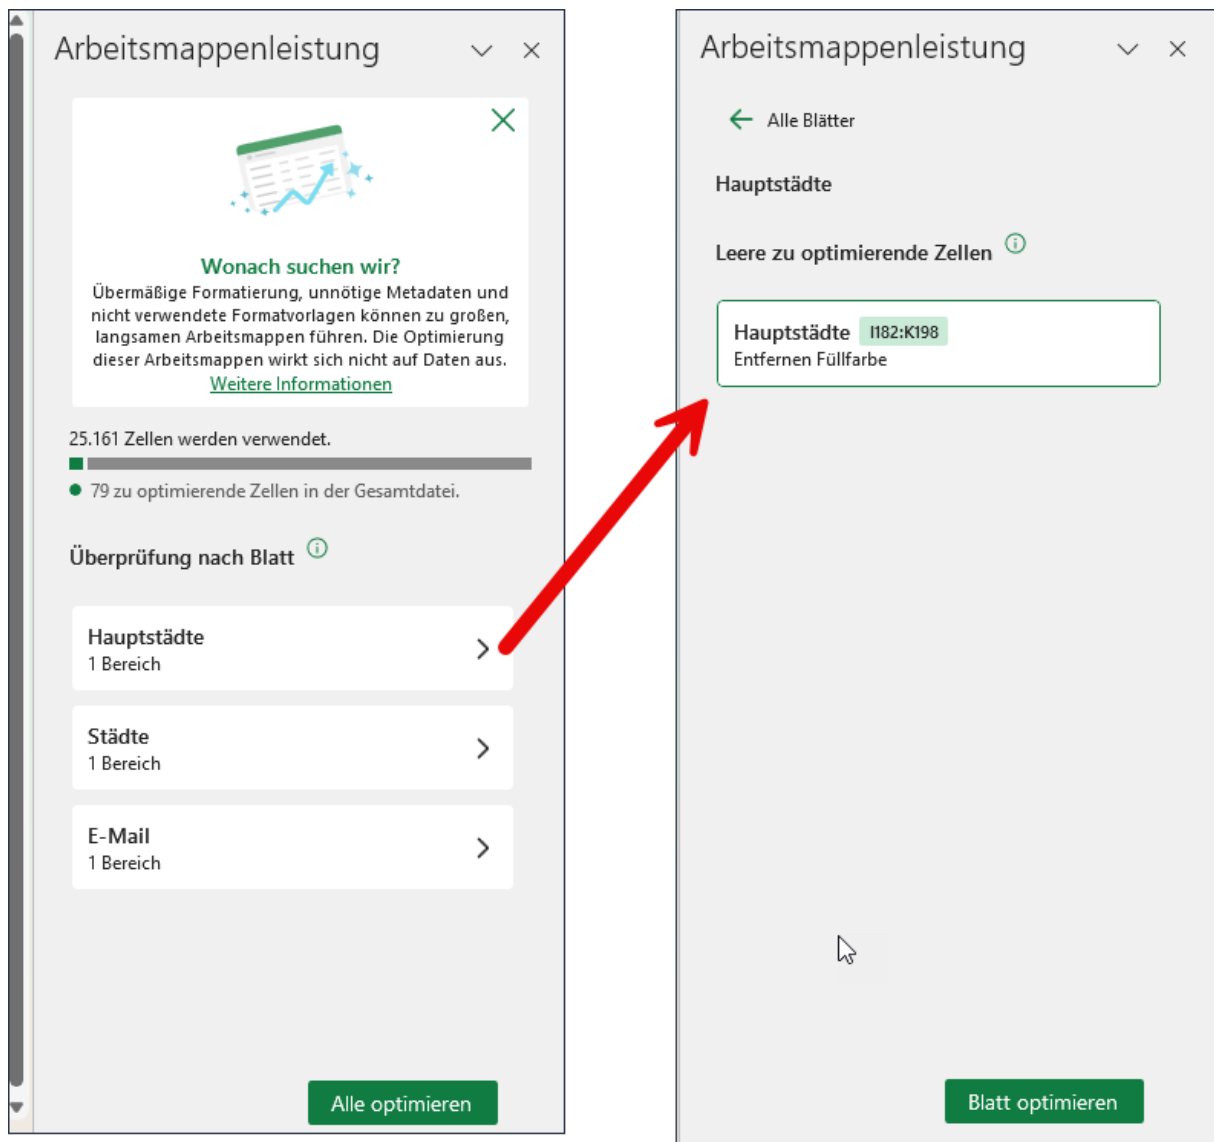 Arbeitsmappenleistung
Wonach suchen wir?
Übermäßige Formatierung, unnötige Metadaten und
nicht verwendete Formatvorlagen können zu großen,
langsamen Arbeitsmappen führen. Die Optimierung
dieser Arbeitsmappen wirkt sich nicht auf Daten aus.
Weitere Informationen
25.161 Zellen werden verwendet.
79 zu optimierende Zellen in der Gesamtdatei.
Überprüfung nach Blatt
Hauptstädte
1 Bereich
Städte
1 Bereich
E-Mail
1 Bereich
Alle optimieren
Arbeitsmappenleistung
Alle Blätter
Hauptstädte
Leere zu optimierende Zellen
Hauptstädte I182:K198
Entfernen Füllfarbe
Blatt optimieren